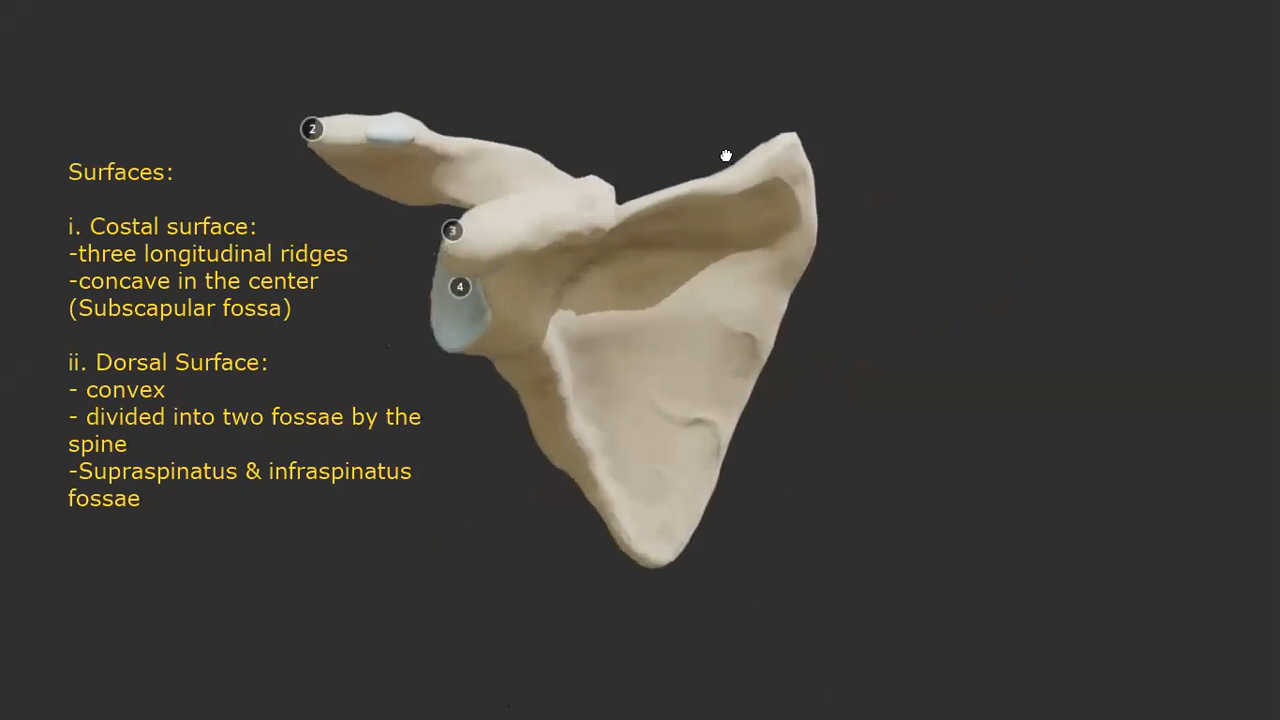 2
Surfaces:
3
i. Costal surface:
-three longitudinal ridges
-concave in the center
4
(Subscapular fossa)
ii. Dorsal Surface:
- convex
- divided into two fossae by the
spine
-Supraspinatus & infraspinatus
fossae